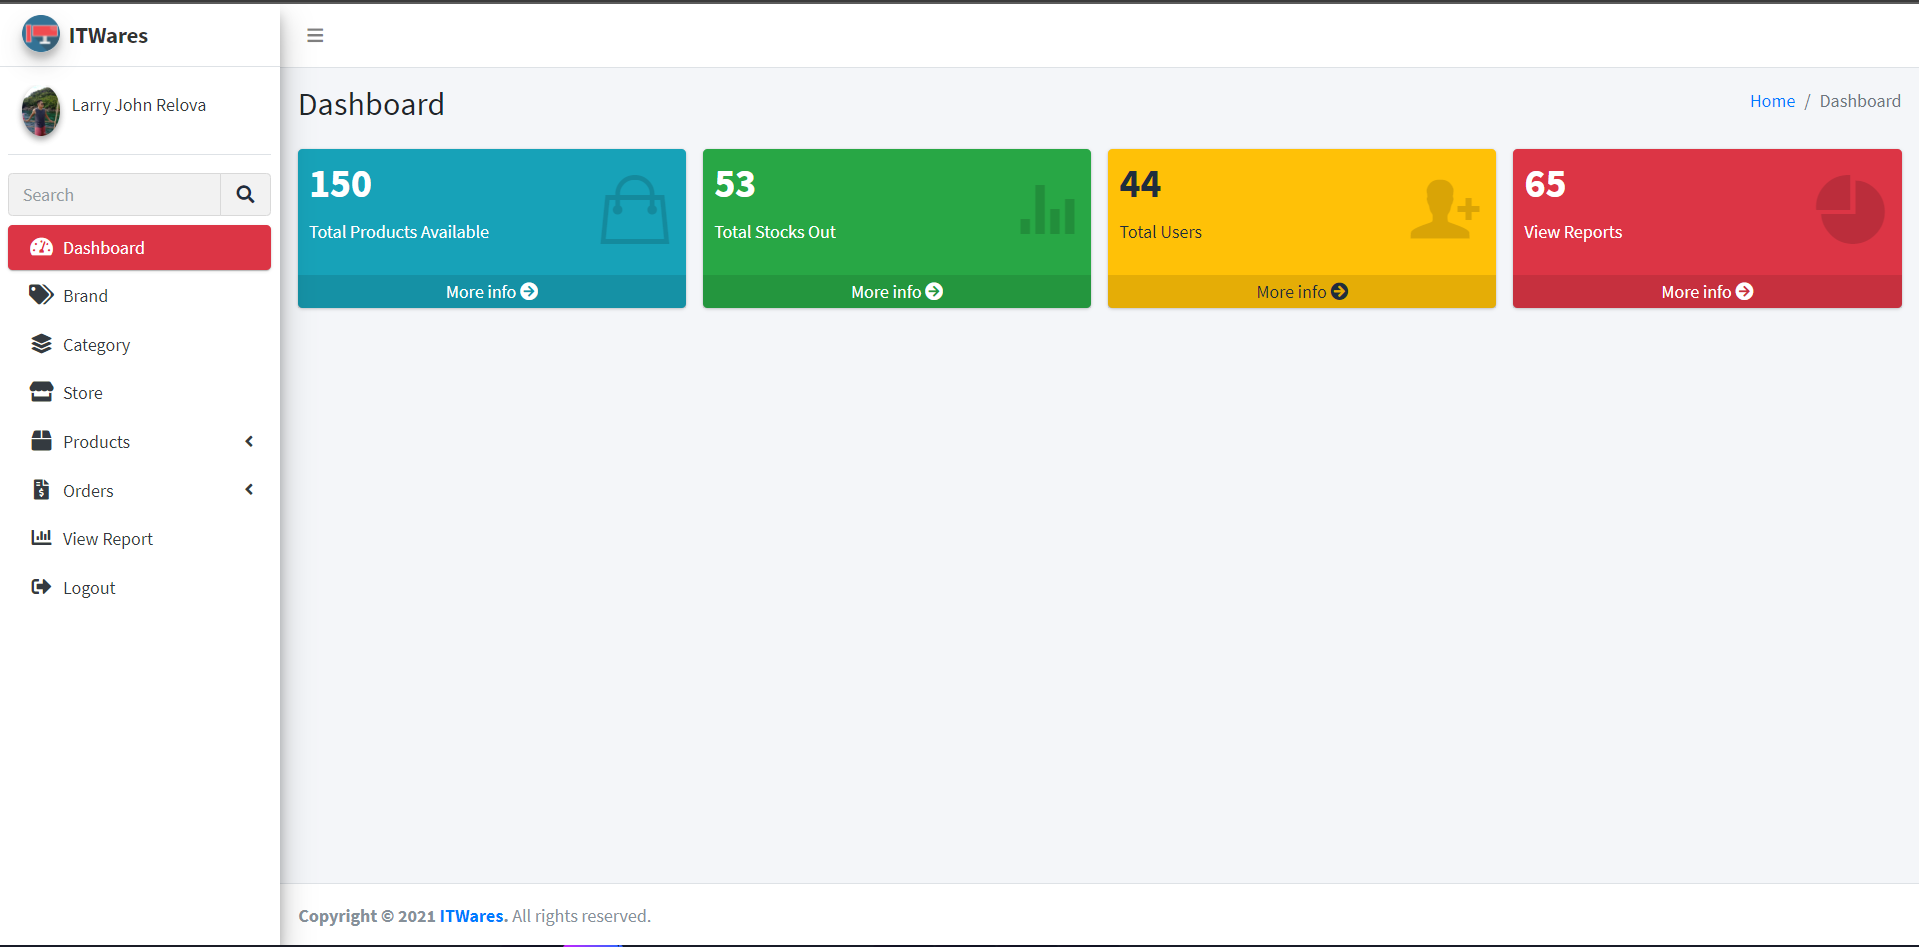 ITWares
Larry John Relova
Search
Dashboard
Brand
Category
Store
Products
Orders
View Report
Logout
Dashboard
Home / Dashboard
150
Total Products Available
More info
53
Total Stocks Out
More info
44
Total Users
More info
65
View Reports
More info
Copyright © 2021 ITWares. All rights reserved.